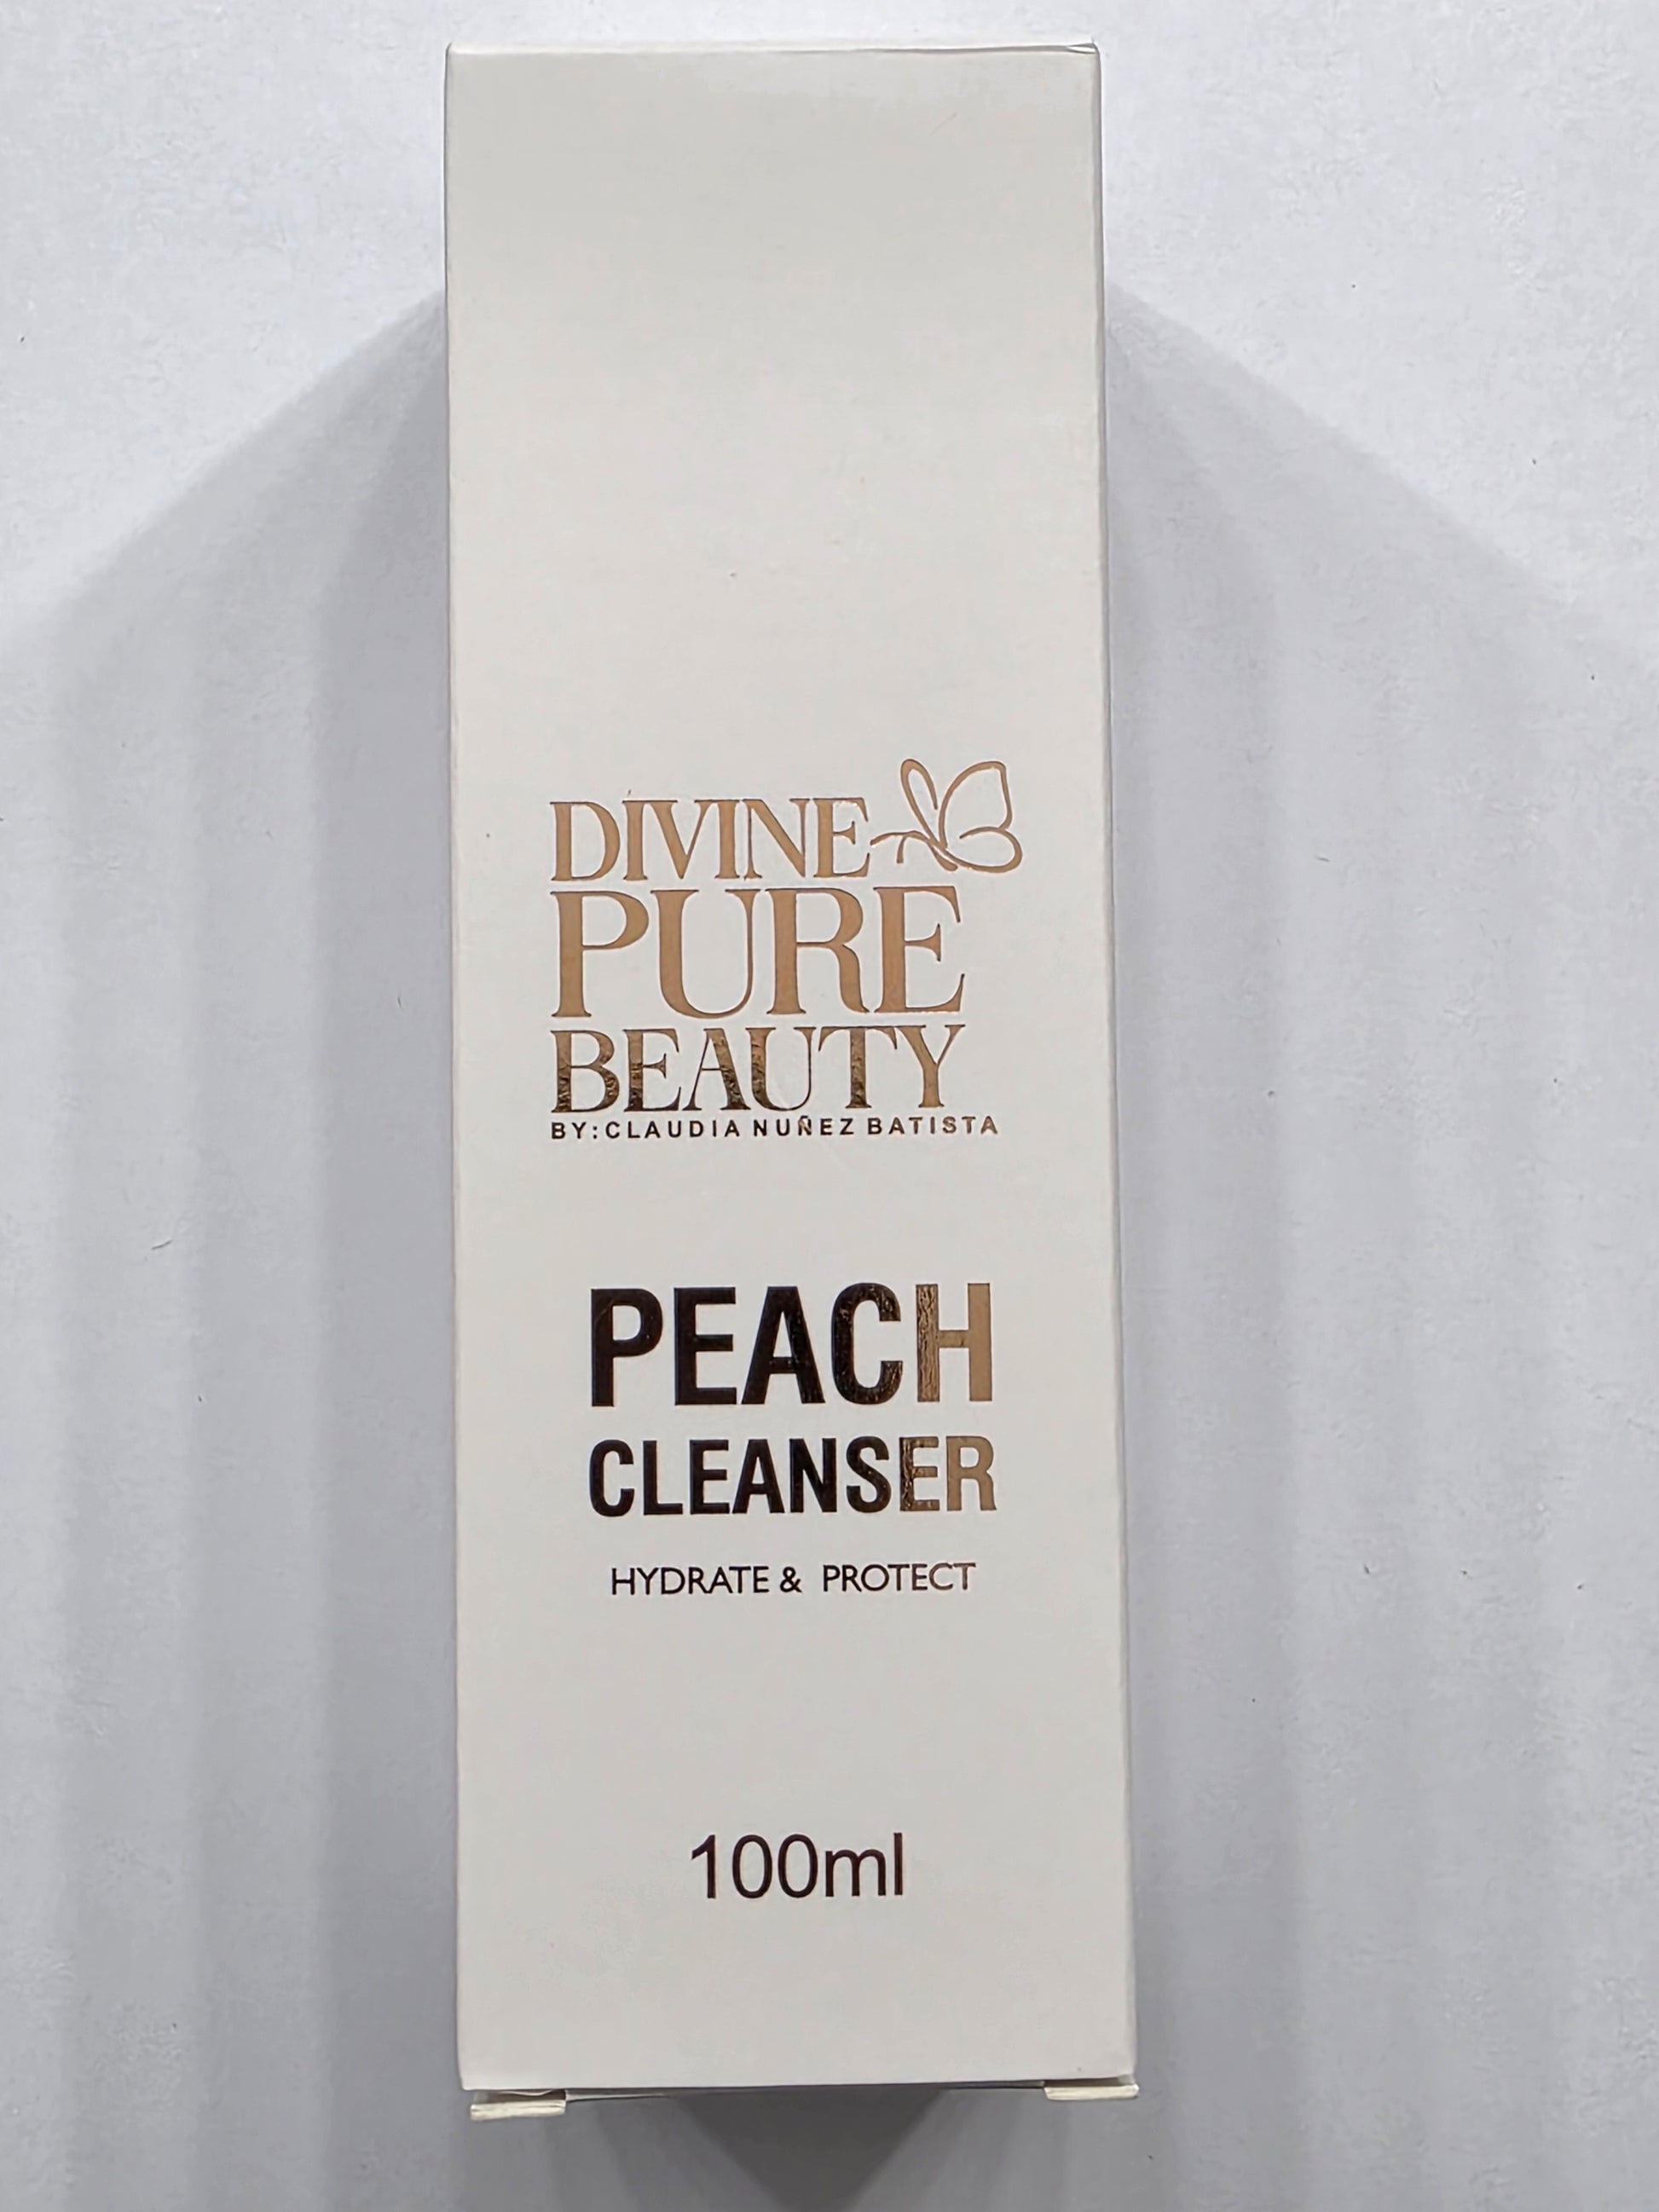 DIVINE
PURE
BEAUTY
BY:CLAUDIA NUÑEZ BATISTA
PEACH
CLEANSER
HYDRATE & PROTECT
100ml